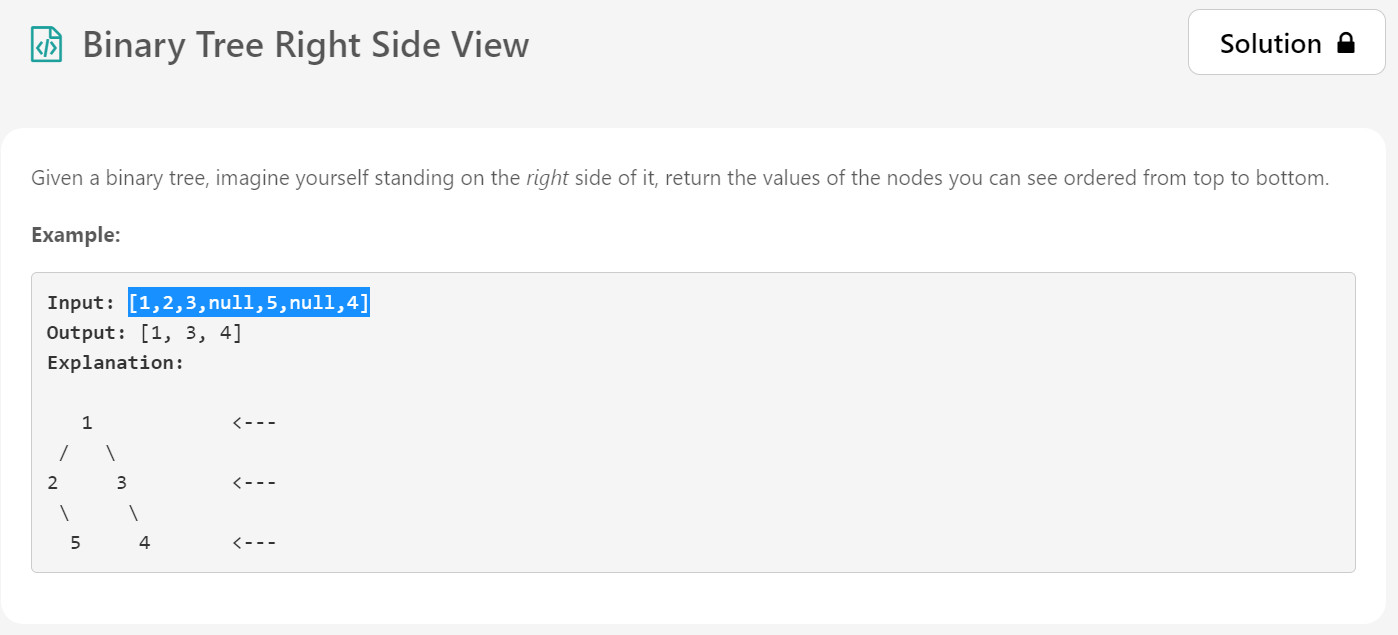 Binary Tree Right Side View
Solution
Given a binary tree, imagine yourself standing on the right side of it, return the values of the nodes you can see ordered from top to bottom.
Example:
Input: [1,2,3,null,5,null,4]
Output: [1, 3, 4]
Explanation:
   1            <---
 /   \
2     3         <---
 \     \
  5     4       <---